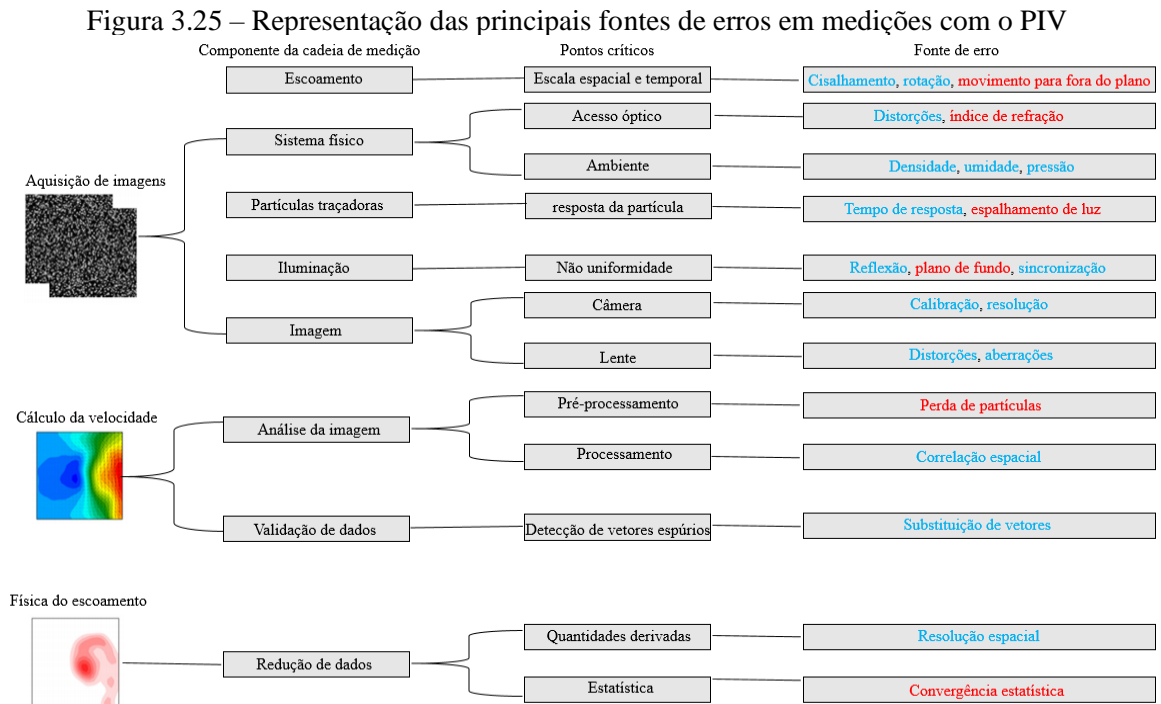 Figura 3.25 – Representação das principais fontes de erros em medições com o PIV
Componente da cadeia de medição
Pontos críticos
Fonte de erro
Escoamento
Escala espacial e temporal
Cisalhamento, rotação, movimento para fora do plano
Sistema físico
Acesso óptico
Distorções, índice de refração
Ambiente
Densidade, umidade, pressão
Aquisição de imagens
Partículas traçadoras
resposta da partícula
Tempo de resposta, espalhamento de luz
Iluminação
Não uniformidade
Reflexão, plano de fundo, sincronização
Imagem
Câmera
Calibração, resolução
Lente
Distorções, aberrações
Cálculo da velocidade
Análise da imagem
Pré-processamento
Perda de partículas
Processamento
Correlação espacial
Validação de dados
Detecção de vetores espúrios
Substituição de vetores
Física do escoamento
Redução de dados
Quantidades derivadas
Resolução espacial
Estatística
Convergência estatística